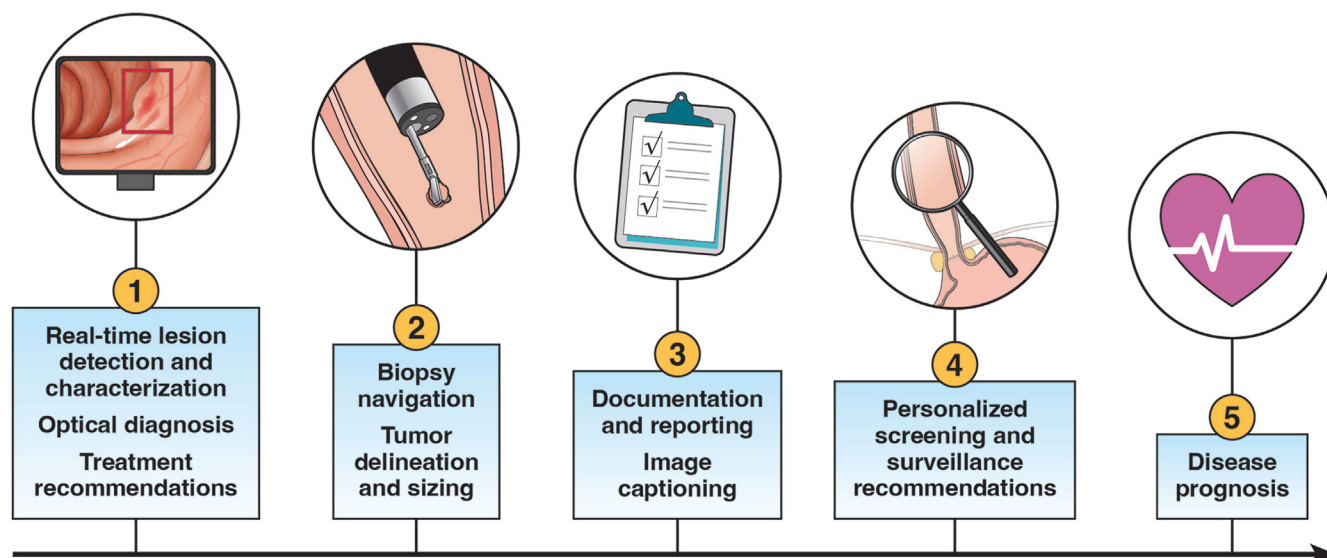 1
Real-time lesion
detection and
characterization
Optical diagnosis
Treatment
recommendations
2
Biopsy
navigation
Tumor
delineation
and sizing
3
Documentation
and reporting
Image
captioning
4
Personalized
screening and
surveillance
recommendations
5
Disease
prognosis